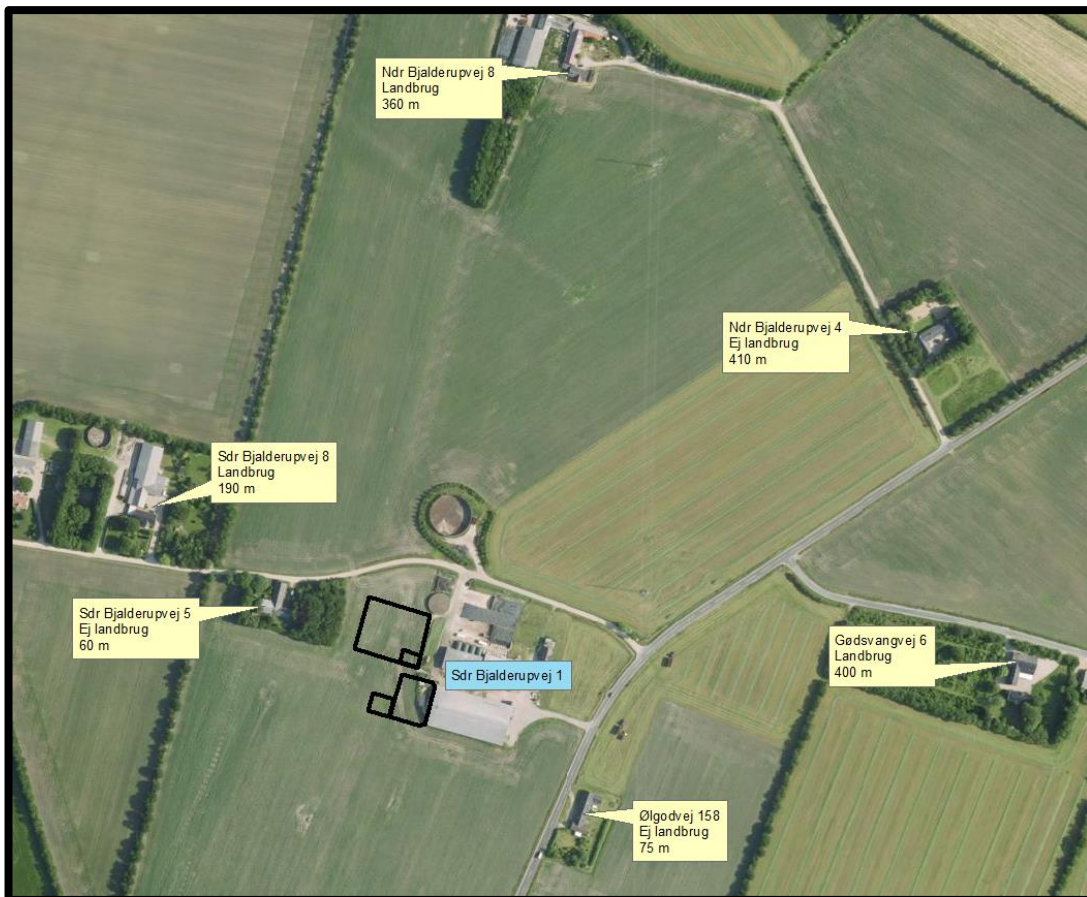 Ndr Bjalderupvej 8
Landbrug
360 m
Ndr Bjalderupvej 4
Ej landbrug
410 m
Sdr Bjalderupvej 8
Landbrug
190 m
Sdr Bjalderupvej 5
Ej landbrug
60 m
Gødsvangvej 6
Landbrug
400 m
Sdr Bjalderupvej 1
Ølgodvej 158
Ej landbrug
75 m